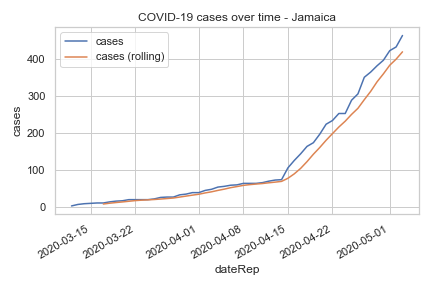 COVID-19 cases over time - Jamaica
cases
cases (rolling)
400
300
200
100
0
cases
2020-03-15
2020-03-22
2020-04-01
2020-04-08
2020-04-15
2020-04-22
2020-05-01
dateRep